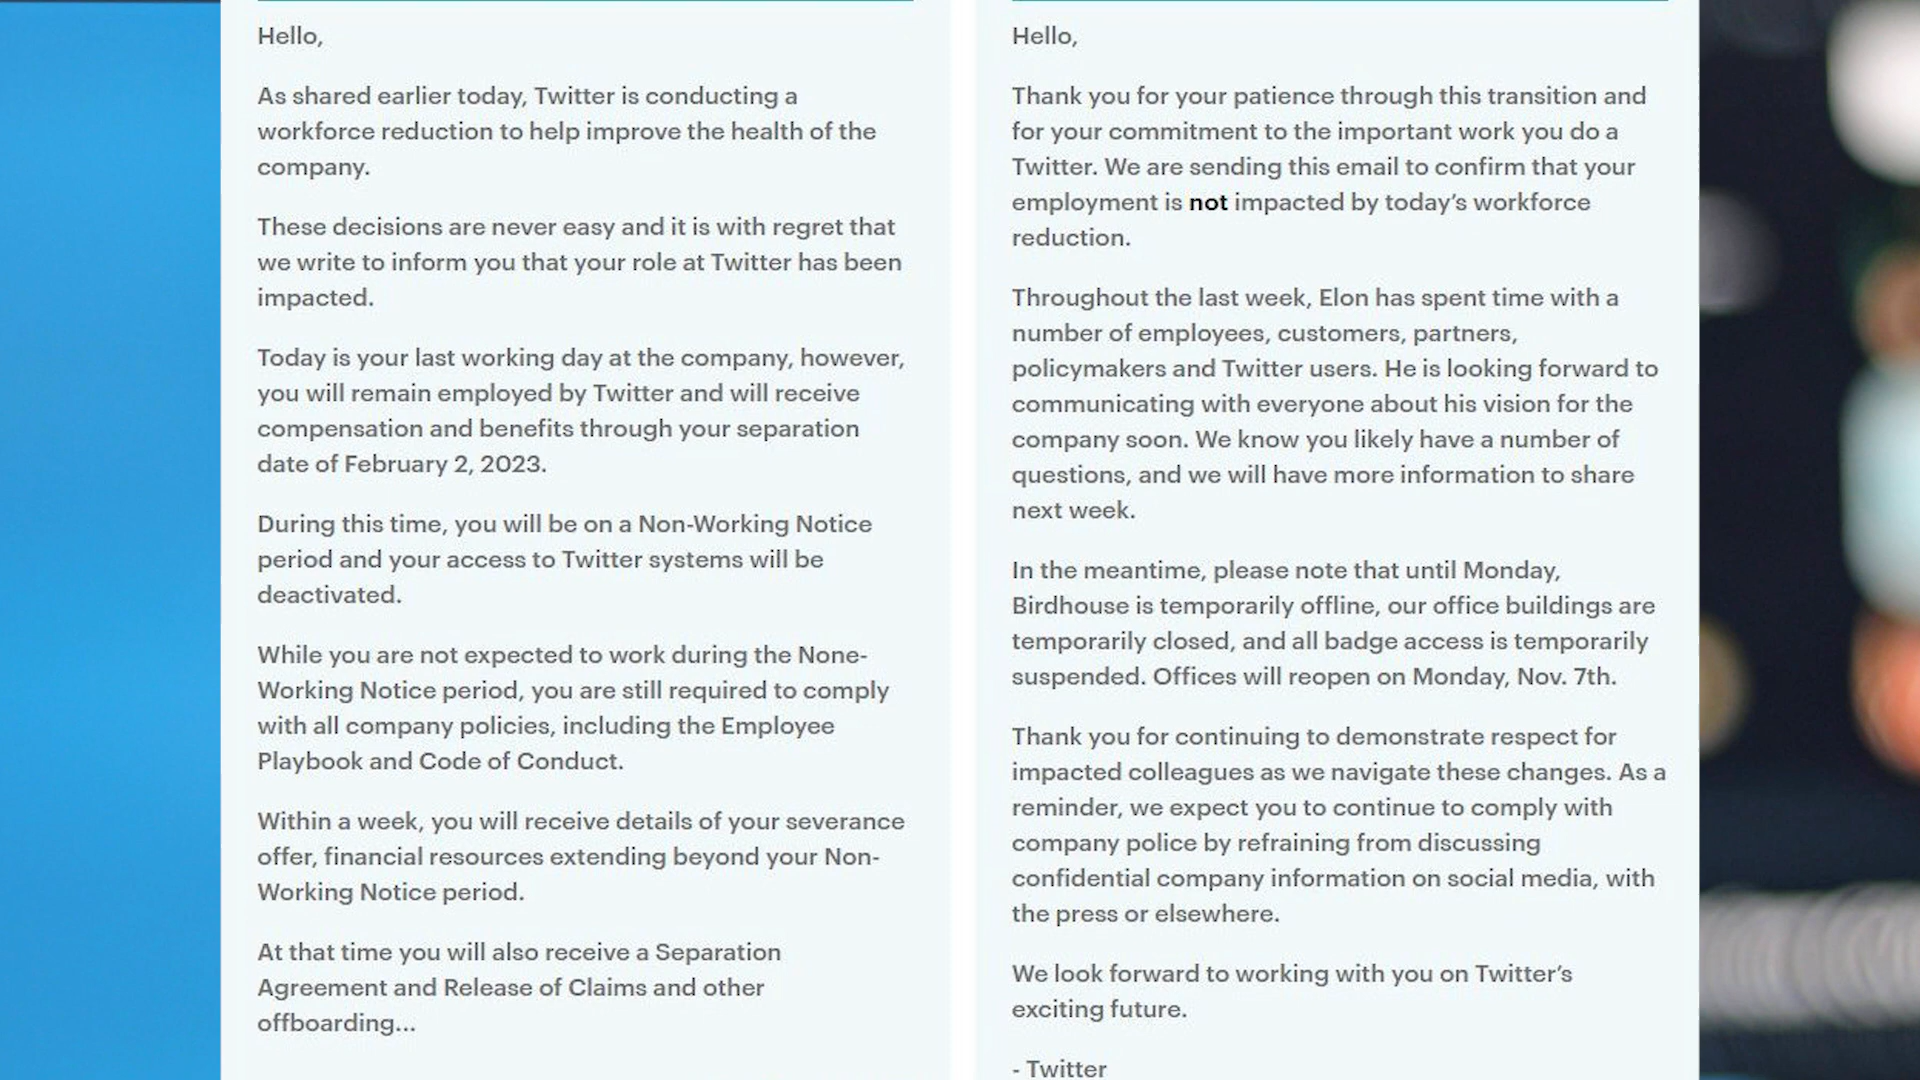 Hello,
As shared earlier today, Twitter is conducting a
workforce reduction to help improve the health of the
company.
These decisions are never easy and it is with regret that
we write to inform you that your role at Twitter has been
impacted.
Today is your last working day at the company, however,
you will remain employed by Twitter and will receive
compensation and benefits through your separation
date of February 2, 2023.
During this time, you will be on a Non-Working Notice
period and your access to Twitter systems will be
deactivated.
While you are not expected to work during the None-
Working Notice period, you are still required to comply
with all company policies, including the Employee
Playbook and Code of Conduct.
Within a week, you will receive details of your severance
offer, financial resources extending beyond your Non-
Working Notice period.
At that time you will also receive a Separation
Agreement and Release of Claims and other
offboarding...
Hello,
Thank you for your patience through this transition and
for your commitment to the important work you do a
Twitter. We are sending this email to confirm that your
employment is not impacted by today’s workforce
reduction.
Throughout the last week, Elon has spent time with a
number of employees, customers, partners,
policymakers and Twitter users. He is looking forward to
communicating with everyone about his vision for the
company soon. We know you likely have a number of
questions, and we will have more information to share
next week.
In the meantime, please note that until Monday,
Birdhouse is temporarily offline, our office buildings are
temporarily closed, and all badge access is temporarily
suspended. Offices will reopen on Monday, Nov. 7th.
Thank you for continuing to demonstrate respect for
impacted colleagues as we navigate these changes. As a
reminder, we expect you to continue to comply with
company police by refraining from discussing
confidential company information on social media, with
the press or elsewhere.
We look forward to working with you on Twitter’s
exciting future.
- Twitter